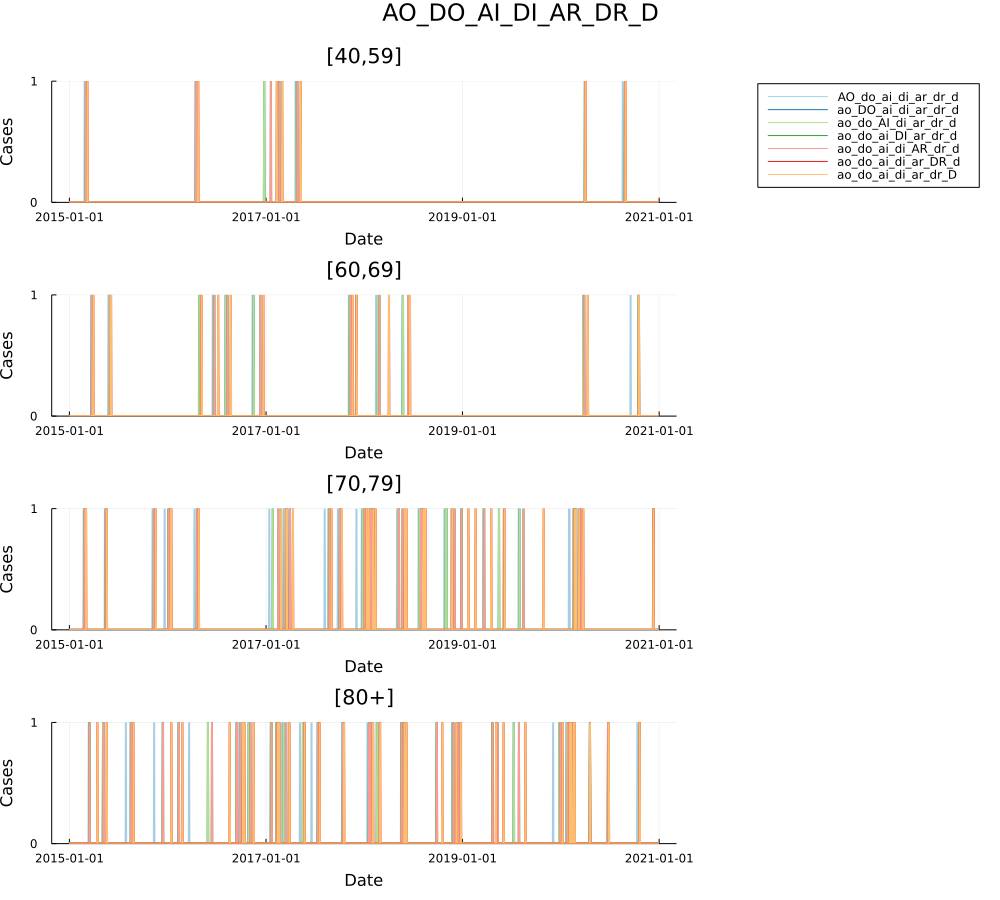 AO_DO_AI_DI_AR_DR_D
[40,59]
1
Cases
0
2015-01-01 2017-01-01 2019-01-01 2021-01-01
Date
AO_do_ai_di_ar_dr_d
ao_DO_ai_di_ar_dr_d
ao_do_AI_di_ar_dr_d
ao_do_ai_DI_ar_dr_d
ao_do_ai_di_AR_dr_d
ao_do_ai_di_ar_DR_d
ao_do_ai_di_ar_dr_D
[60,69]
1
Cases
0
2015-01-01 2017-01-01 2019-01-01 2021-01-01
Date
[70,79]
1
Cases
0
2015-01-01 2017-01-01 2019-01-01 2021-01-01
Date
[80+]
1
Cases
0
2015-01-01 2017-01-01 2019-01-01 2021-01-01
Date